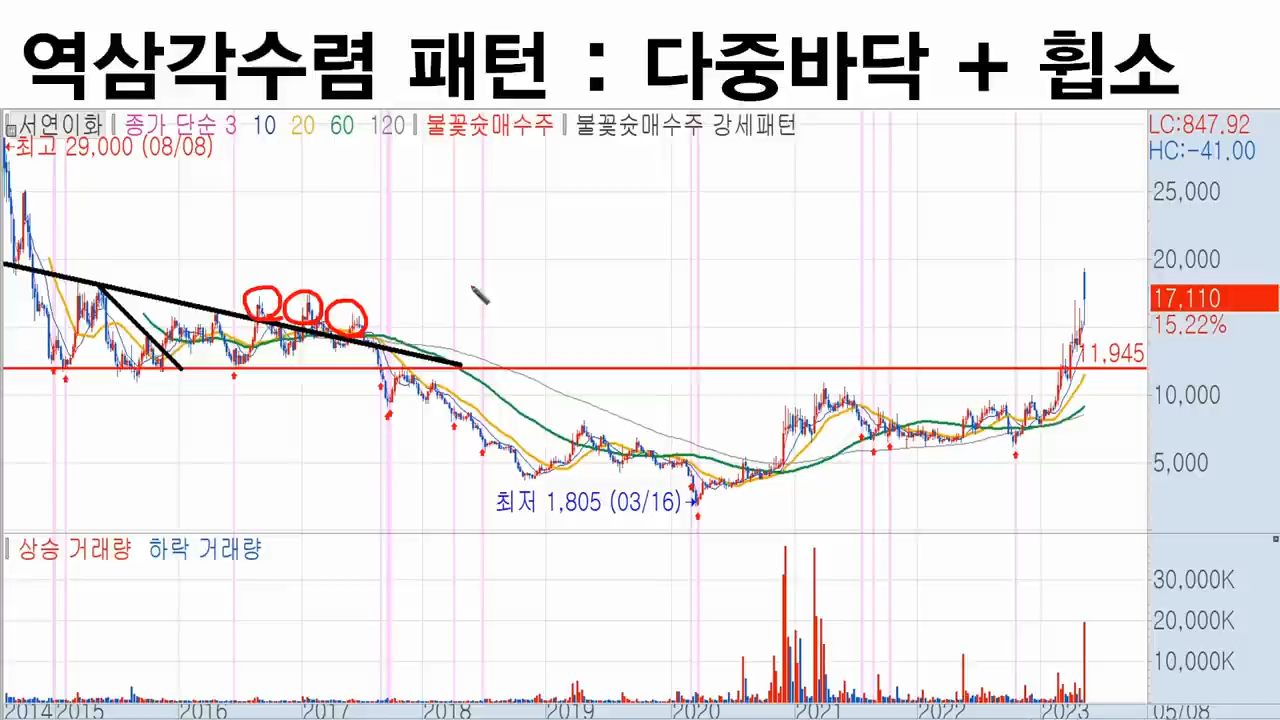 역삼각수렴 패턴 : 다중바닥 + 휩소
서연이화 종가 단순 3 10 20 60 120 불꽃슛매수주 불꽃슛매수주 강세패턴
LC:847.92
최고 29,000 (08/08)
HC:-41.00
25,000
20,000
17,110
15.22%
11,945
10,000
5,000
최저 1,805 (03/16)
상승 거래량 하락 거래량
30,000K
20,000K
10,000K
2014 2015 2016 2017 2018 2019 2020 2021 2022 2023 05/08